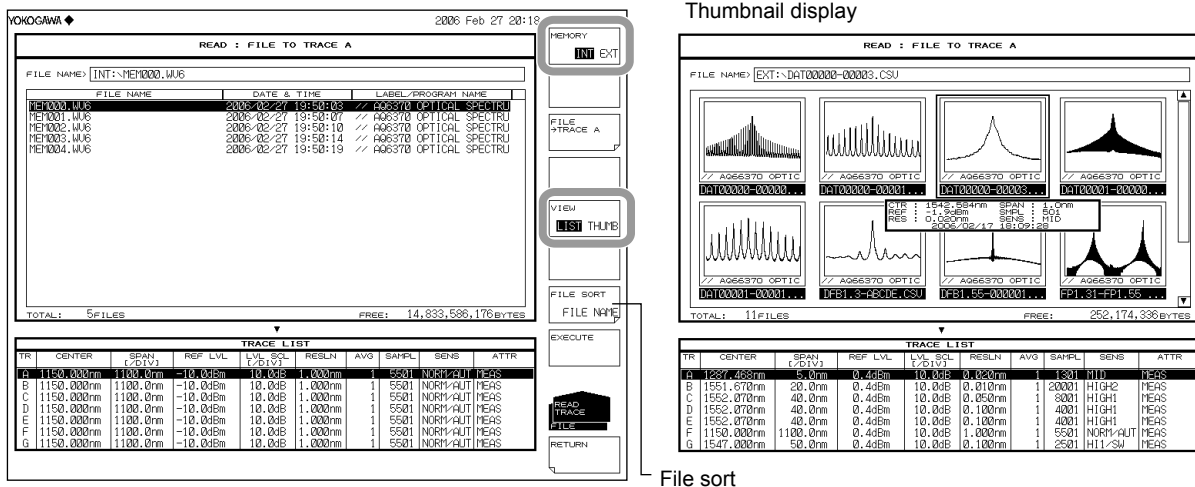 YOKOGAWA ◆ 2006 Feb 27 20:18
READ : FILE TO TRACE A
FILE NAME> INT:\MEM000.WU6
FILE NAME DATE & TIME LABEL/PROGRAM NAME
MEM000.WU6 2006/02/27 19:50:03 // AQ6370 OPTICAL SPECTRU
MEM001.WU6 2006/02/27 19:50:07 // AQ6370 OPTICAL SPECTRU
MEM002.WU6 2006/02/27 19:50:10 // AQ6370 OPTICAL SPECTRU
MEM003.WU6 2006/02/27 19:50:14 // AQ6370 OPTICAL SPECTRU
MEM004.WU6 2006/02/27 19:50:19 // AQ6370 OPTICAL SPECTRU
TOTAL: 5FILES FREE: 14,833,586,176BYTES
▼
TRACE LIST
TR CENTER SPAN [/DIV] REF LVL LVL SCL [/DIV] RESLN AVG SAMPL SENS ATTR
A 1150.000nm 1100.0nm -10.0dBm 10.0dB 1.000nm 1 5501 NORM/AUT MEAS
B 1150.000nm 1100.0nm -10.0dBm 10.0dB 1.000nm 1 5501 NORM/AUT MEAS
C 1150.000nm 1100.0nm -10.0dBm 10.0dB 1.000nm 1 5501 NORM/AUT MEAS
D 1150.000nm 1100.0nm -10.0dBm 10.0dB 1.000nm 1 5501 NORM/AUT MEAS
E 1150.000nm 1100.0nm -10.0dBm 10.0dB 1.000nm 1 5501 NORM/AUT MEAS
F 1150.000nm 1100.0nm -10.0dBm 10.0dB 1.000nm 1 5501 NORM/AUT MEAS
G 1150.000nm 1100.0nm -10.0dBm 10.0dB 1.000nm 1 5501 NORM/AUT MEAS
MEMORY
INT EXT
FILE
→TRACE A
VIEW
LIST THUMB
FILE SORT
FILE NAME
EXECUTE
READ
TRACE
FILE
RETURN
File sort
Thumbnail display
READ : FILE TO TRACE A
FILE NAME> EXT:\DAT00000-00003.CSV
// AQ66370 OPTIC // AQ66370 OPTIC // AQ66370 OPTIC // AQ66370 OPTIC
DAT00000-00000... DAT00000-00001... DAT00000-00003... DAT00001-00000...
CTR : 1542.584nm SPAN : 1.0nm
REF : -1.9dBm SMPL : 501
RES : 0.020nm SENS : MID
2006/02/17 18:09:28
// AQ66370 OPTIC // AQ66370 OPTIC // AQ66370 OPTIC // AQ66370 OPTIC
DAT00001-00001... DFB1.3-ABCDE.CSU DFB1.55-000001... FP1.31-FP1.55 ...
TOTAL: 11FILES FREE: 252,174,336BYTES
▼
TRACE LIST
TR CENTER SPAN [/DIV] REF LVL LVL SCL [/DIV] RESLN AVG SAMPL SENS ATTR
A 1287.468nm 5.0nm 0.4dBm 10.0dB 0.020nm 1 1301 MID MEAS
B 1551.670nm 20.0nm 0.4dBm 10.0dB 0.010nm 1 20001 HIGH2 MEAS
C 1552.070nm 40.0nm 0.4dBm 10.0dB 0.050nm 1 8001 HIGH1 MEAS
D 1552.070nm 40.0nm 0.4dBm 10.0dB 0.100nm 1 4001 HIGH1 MEAS
E 1552.070nm 40.0nm 0.4dBm 10.0dB 0.100nm 1 4001 HIGH1 MEAS
F 1150.000nm 1100.0nm 0.4dBm 10.0dB 1.000nm 1 5501 NORM/AUT MEAS
G 1547.000nm 50.0nm 0.4dBm 10.0dB 0.100nm 1 2501 HI1/SW MEAS